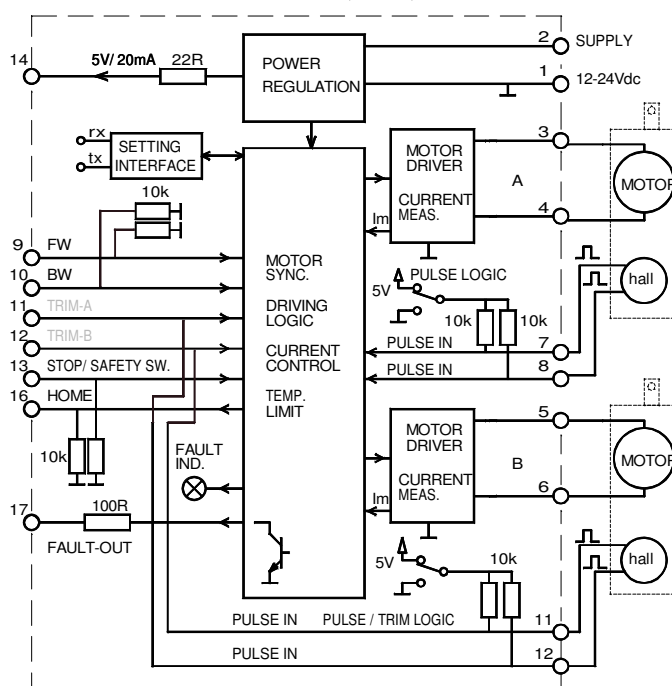 2 SUPPLY
14 5V/ 20mA 22R POWER REGULATION
1 12-24Vdc
rx
tx
SETTING INTERFACE
MOTOR DRIVER
CURRENT MEAS.
A
3
4
MOTOR
Im
10k
9 FW
10 BW
11 TRIM-A
12 TRIM-B
13 STOP/ SAFETY SW.
16 HOME
MOTOR SYNC.
DRIVING LOGIC
CURRENT CONTROL
TEMP. LIMIT
5V
PULSE LOGIC
10k 10k
hall
PULSE IN 7
PULSE IN 8
10k
FAULT IND.
MOTOR DRIVER
CURRENT MEAS.
B
5
6
MOTOR
Im
17 100R
FAULT-OUT
5V
10k
hall
PULSE IN PULSE / TRIM LOGIC 11
PULSE IN 12